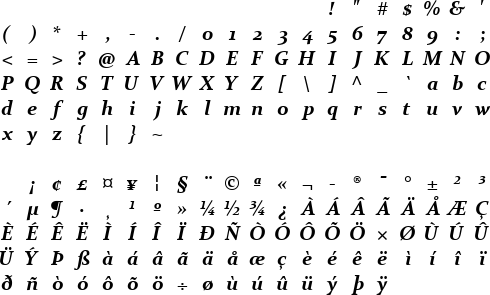 ! " # $ % & '
( ) * + , - . / 0 1 2 3 4 5 6 7 8 9 : ;
< = > ? @ A B C D E F G H I J K L M N O
P Q R S T U V W X Y Z [ \ ] ^ _ ` a b c
d e f g h i j k l m n o p q r s t u v w
x y z { | } ~
¡ ¢ £ ¤ ¥ ¦ § ¨ © ª « ¬ - ® ¯ ° ± ² ³
´ µ ¶ · ¸ ¹ º » ¼ ½ ¾ ¿ À Á Â Ã Ä Å Æ Ç
È É Ê Ë Ì Í Î Ï Ð Ñ Ò Ó Ô Õ Ö × Ø Ù Ú Û
Ü Ý Þ ß à á â ã ä å æ ç è é ê ë ì í î ï
ð ñ ò ó ô õ ö ÷ ø ù ú û ü ý þ ÿ